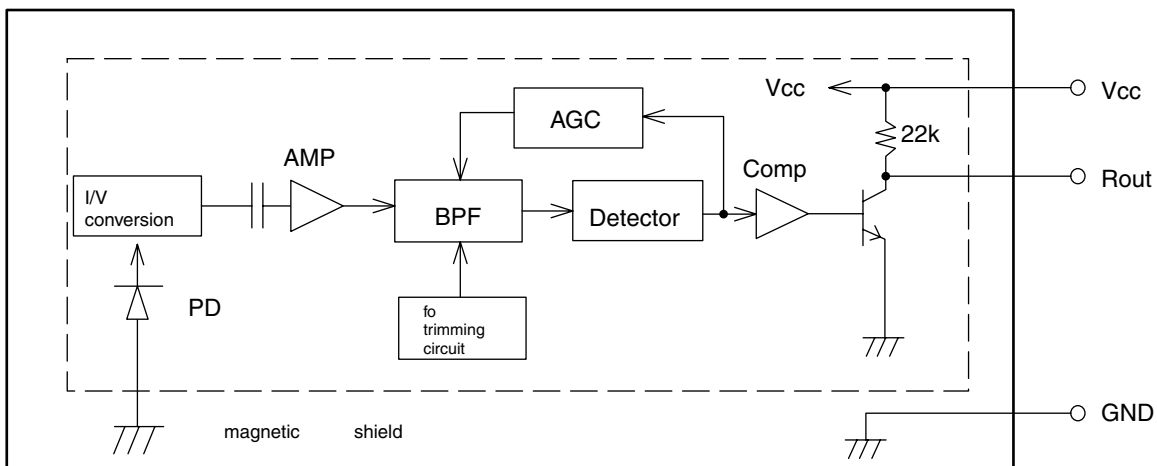 Vcc
Vcc
AGC
22k
AMP
Comp
Rout
I/V
conversion
BPF
Detector
PD
fo
trimming
circuit
GND
magnetic shield